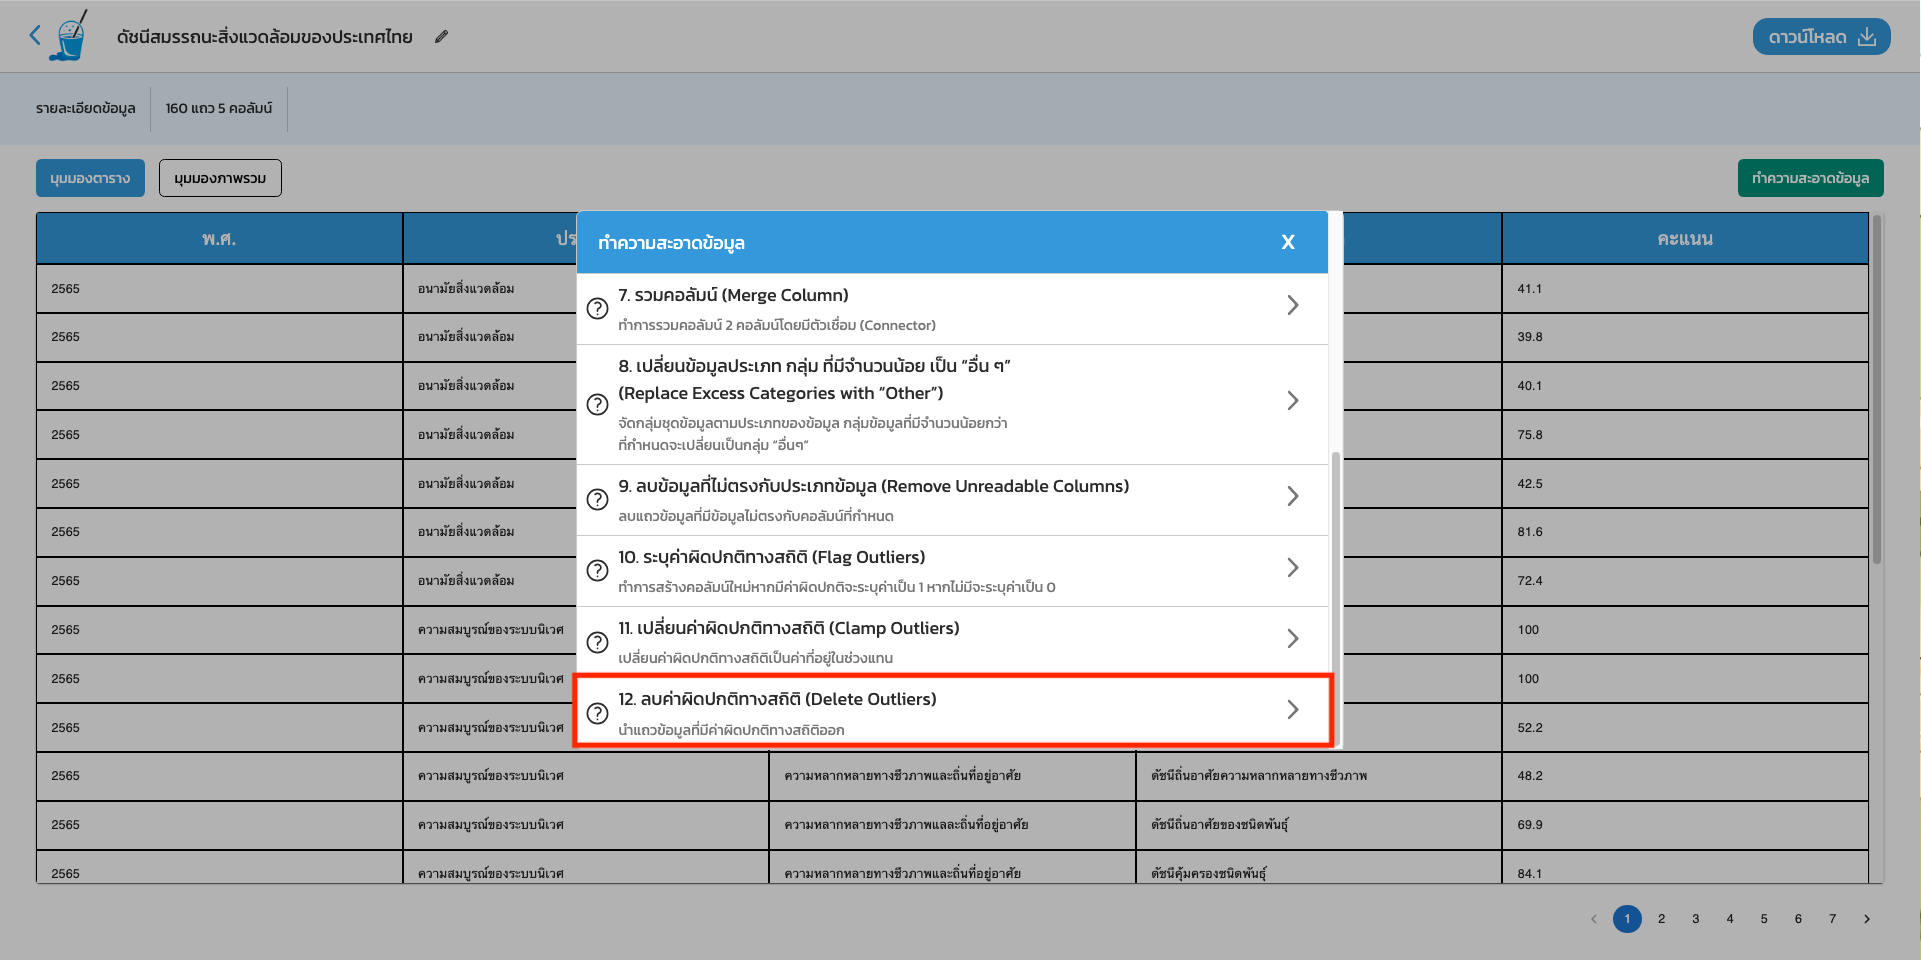 ดัชนีสมรรถนะสิ่งแวดล้อมของประเทศไทย
ดาวน์โหลด
รายละเอียดข้อมูล
160 แถว 5 คอลัมน์
มุมมองตาราง
มุมมองภาพรวม
ทำความสะอาดข้อมูล
พ.ศ.
ปร
คะแนน
ทำความสะอาดข้อมูล
X
7. รวมคอลัมน์ (Merge Column)
ทำการรวมคอลัมน์ 2 คอลัมน์โดยมีตัวเชื่อม (Connector)
8. เปลี่ยนข้อมูลประเภท กลุ่ม ที่มีจำนวนน้อย เป็น “อื่น ๆ”
(Replace Excess Categories with “Other”)
จัดกลุ่มชุดข้อมูลตามประเภทของข้อมูล กลุ่มข้อมูลที่มีจำนวนน้อยกว่า
ที่กำหนดจะเปลี่ยนเป็นกลุ่ม “อื่นๆ”
9. ลบข้อมูลที่ไม่ตรงกับประเภทข้อมูล (Remove Unreadable Columns)
ลบแถวข้อมูลที่มีข้อมูลไม่ตรงกับคอลัมน์ที่กำหนด
10. ระบุค่าผิดปกติทางสถิติ (Flag Outliers)
ทำการสร้างคอลัมน์ใหม่หากมีค่าผิดปกติจะระบุค่าเป็น 1 หากไม่มีจะระบุค่าเป็น 0
11. เปลี่ยนค่าผิดปกติทางสถิติ (Clamp Outliers)
เปลี่ยนค่าผิดปกติทางสถิติเป็นค่าที่อยู่ในช่วงแทน
12. ลบค่าผิดปกติทางสถิติ (Delete Outliers)
นำแถวข้อมูลที่มีค่าผิดปกติทางสถิติออก
2565 อนามัยสิ่งแวดล้อม 41.1
2565 อนามัยสิ่งแวดล้อม 39.8
2565 อนามัยสิ่งแวดล้อม 40.1
2565 อนามัยสิ่งแวดล้อม 75.8
2565 อนามัยสิ่งแวดล้อม 42.5
2565 อนามัยสิ่งแวดล้อม 81.6
2565 อนามัยสิ่งแวดล้อม 72.4
2565 ความสมบูรณ์ของระบบนิเวศ 100
2565 ความสมบูรณ์ของระบบนิเวศ 100
2565 ความสมบูรณ์ของระบบนิเวศ 52.2
2565 ความสมบูรณ์ของระบบนิเวศ ความหลากหลายทางชีวภาพและถิ่นที่อยู่อาศัย ดัชนีถิ่นอาศัยความหลากหลายทางชีวภาพ 48.2
2565 ความสมบูรณ์ของระบบนิเวศ ความหลากหลายทางชีวภาพแลละถิ่นที่อยู่อาศัย ดัชนีถิ่นอาศัยของชนิดพันธุ์ 69.9
2565 ความสมบูรณ์ของระบบนิเวศ ความหลากหลายทางชีวภาพและถิ่นที่อยู่อาศัย ดัชนีคุ้มครองชนิดพันธุ์ 84.1
1 2 3 4 5 6 7